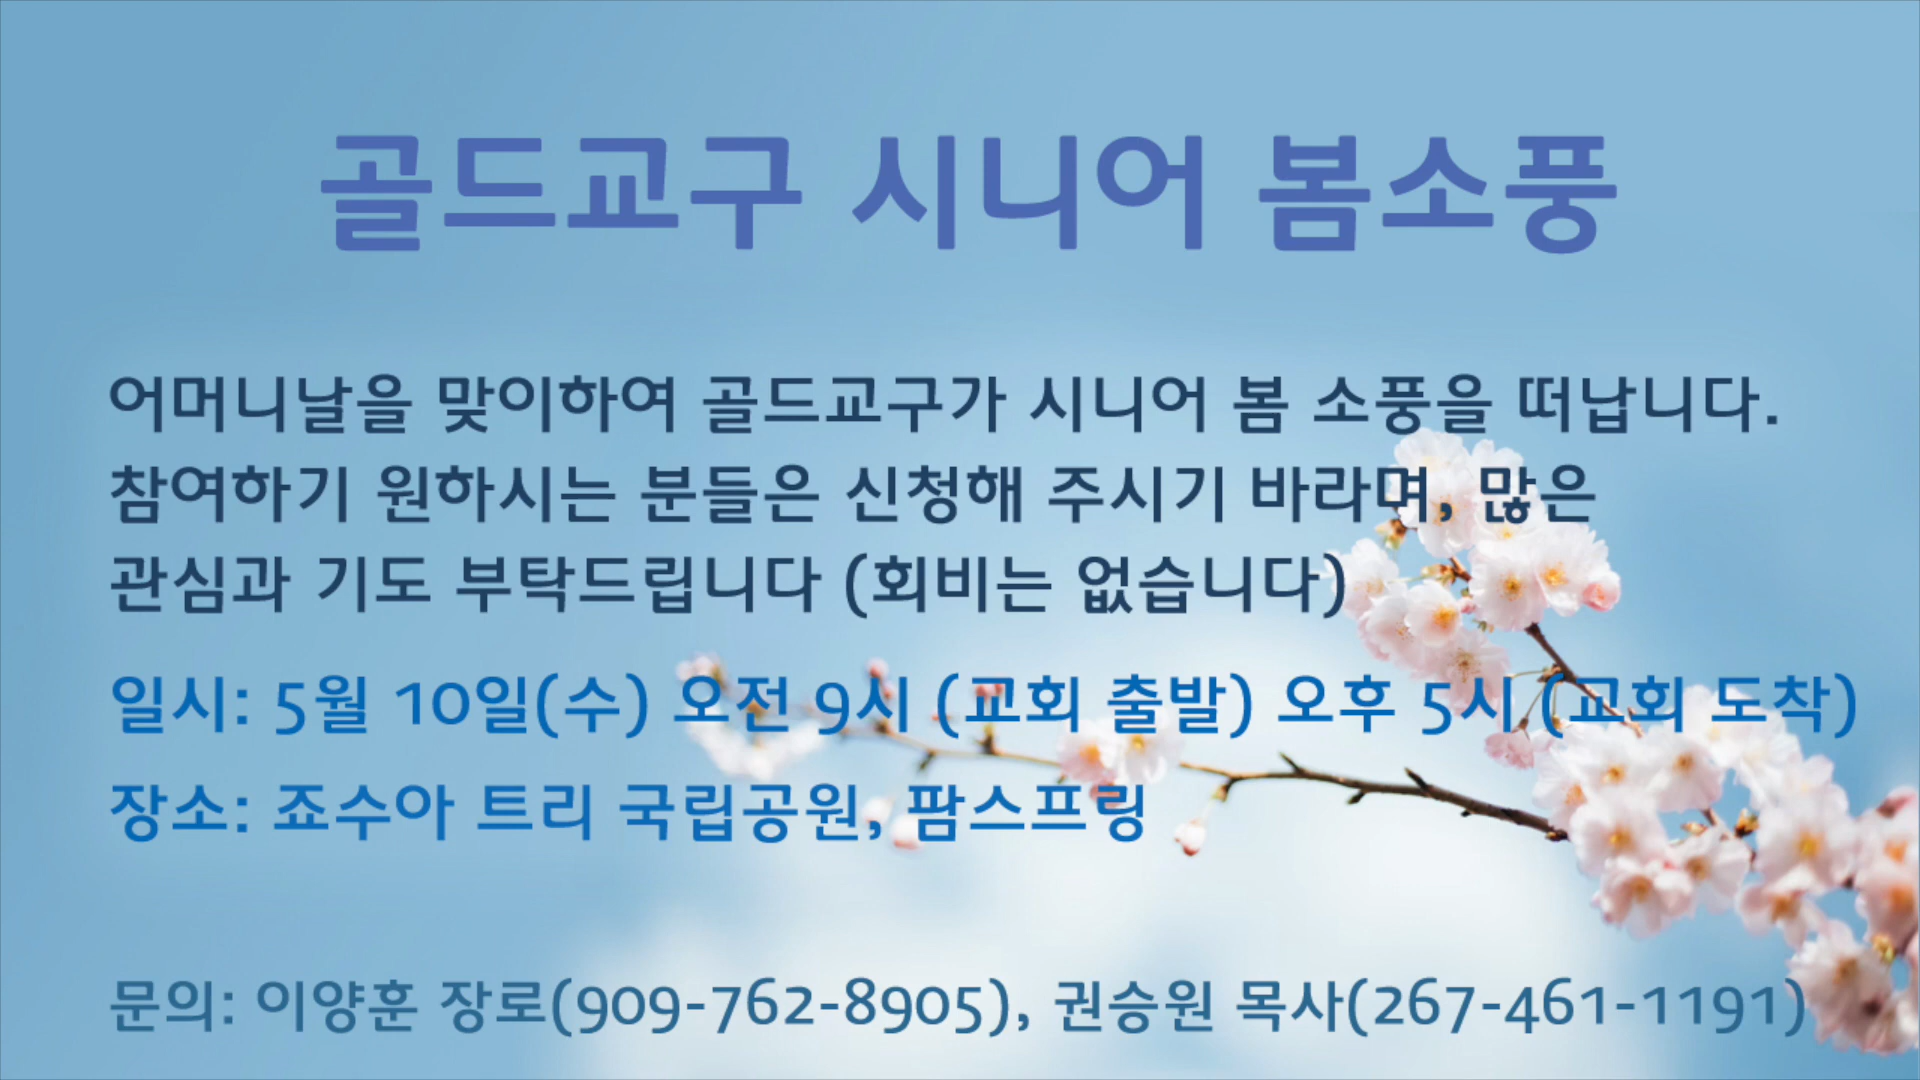 골드교구 시니어 봄소풍
어머니날을 맞이하여 골드교구가 시니어 봄 소풍을 떠납니다.
참여하기 원하시는 분들은 신청해 주시기 바라며, 많은
관심과 기도 부탁드립니다 (회비는 없습니다)
일시: 5월 10일(수) 오전 9시 (교회 출발) 오후 5시 (교회 도착)
장소: 죠수아 트리 국립공원, 팜스프링
문의: 이양훈 장로(909-762-8905), 권승원 목사(267-461-1191)